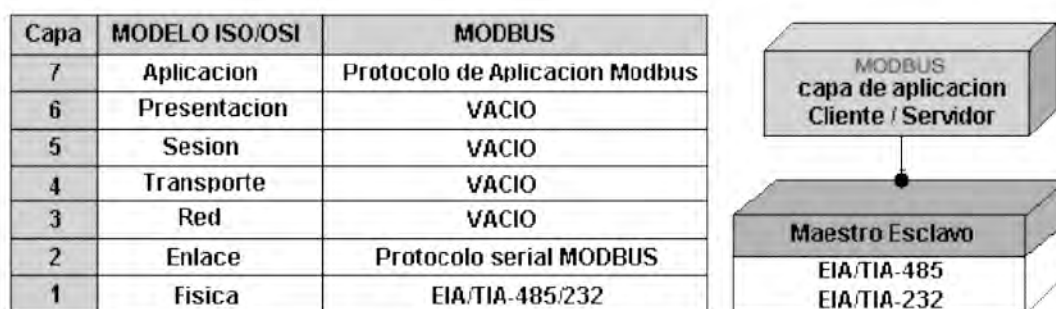 Capa MODELO ISO/OSI MODBUS
7 Aplicacion Protocolo de Aplicacion Modbus
6 Presentacion VACIO
5 Sesion VACIO
4 Transporte VACIO
3 Red VACIO
2 Enlace Protocolo serial MODBUS
1 Fisica EIA/TIA-485/232
MODBUS
capa de aplicacion
Cliente / Servidor
Maestro Esclavo
EIA/TIA-485
EIA/TIA-232